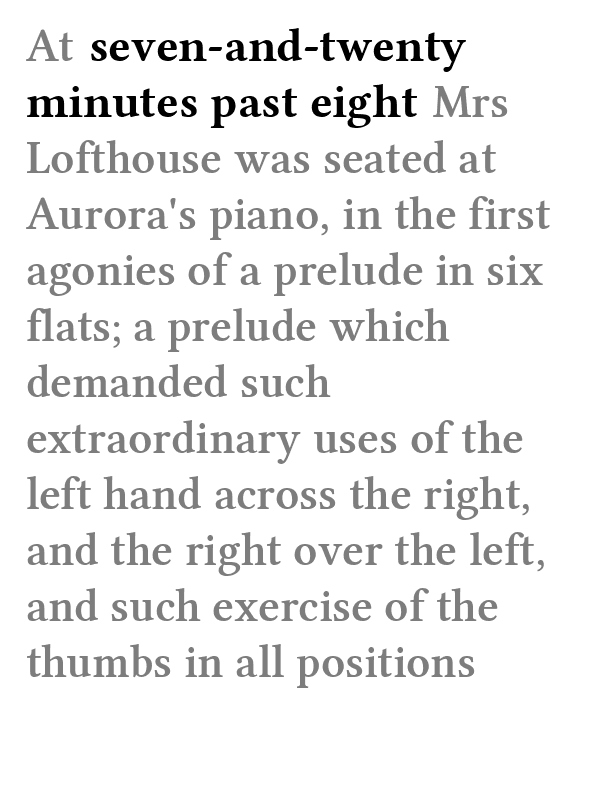 At seven-and-twenty
minutes past eight Mrs
Lofthouse was seated at
Aurora's piano, in the first
agonies of a prelude in six
flats; a prelude which
demanded such
extraordinary uses of the
left hand across the right,
and the right over the left,
and such exercise of the
thumbs in all positions